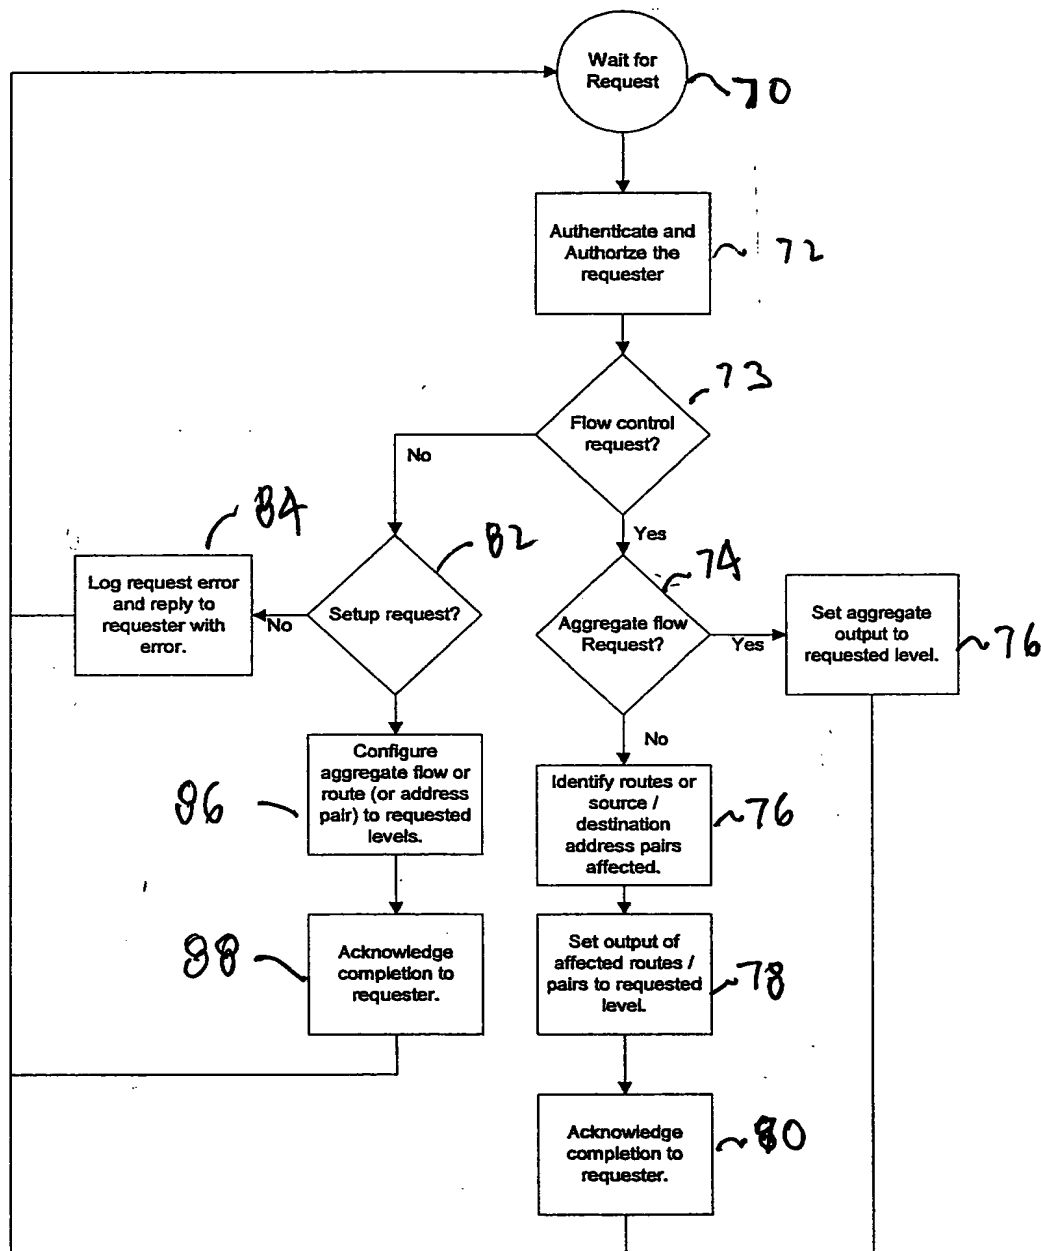 Wait for
Request
70
Authenticate and
Authorize the
requester
72
Flow control
request?
73
No
Yes
84
Log request error
and reply to
requester with
error.
No
Setup request?
82
Aggregate flow
Request?
74
Yes
Set aggregate
output to
requested level.
76
No
Configure
aggregate flow or
route (or address
pair) to requested
levels.
86
Identify routes or
source /
destination
address pairs
affected.
76
Acknowledge
completion to
requester.
88
Set output of
affected routes /
pairs to requested
level.
78
Acknowledge
completion to
requester.
80